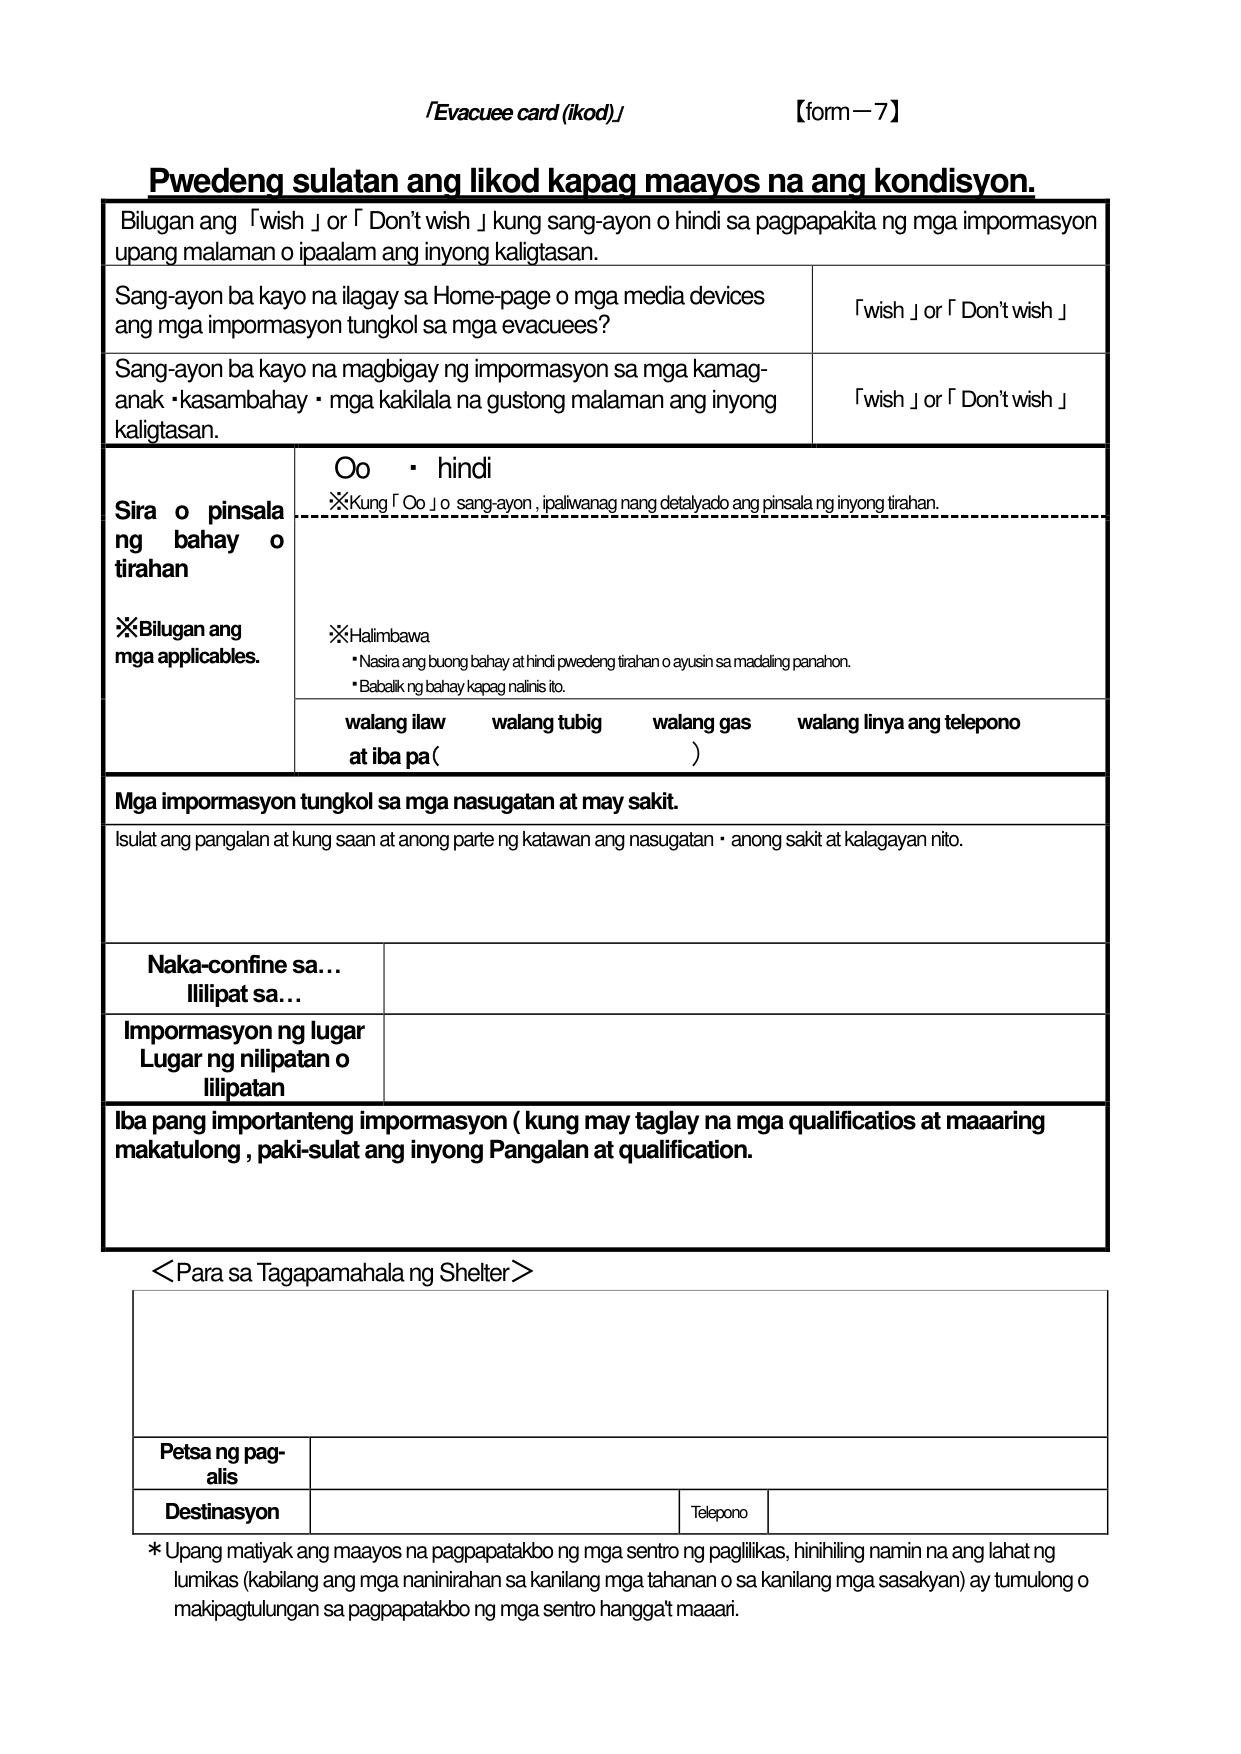 「Evacuee card (ikod)」 【form－7】
Pwedeng sulatan ang likod kapag maayos na ang kondisyon.
Bilugan ang 「wish 」 or 「 Don't wish 」 kung sang-ayon o hindi sa pagpapakita ng mga impormasyon
upang malaman o ipaalam ang inyong kaligtasan.
Sang-ayon ba kayo na ilagay sa Home-page o mga media devices
ang mga impormasyon tungkol sa mga evacuees?
「wish 」 or 「 Don't wish 」
Sang-ayon ba kayo na magbigay ng impormasyon sa mga kamag-
anak ・kasambahay ・ mga kakilala na gustong malaman ang inyong
kaligtasan.
「wish 」 or 「 Don't wish 」
Sira o pinsala
ng bahay o
tirahan
※Bilugan ang
mga applicables.
Oo ・ hindi
※Kung 「 Oo 」 o sang-ayon , ipaliwanag nang detalyado ang pinsala ng inyong tirahan.
※Halimbawa
・Nasira ang buong bahay at hindi pwedeng tirahan o ayusin sa madaling panahon.
・Babalik ng bahay kapag nalinis ito.
walang ilaw walang tubig walang gas walang linya ang telepono
at iba pa（ ）
Mga impormasyon tungkol sa mga nasugatan at may sakit.
Isulat ang pangalan at kung saan at anong parte ng katawan ang nasugatan ・ anong sakit at kalagayan nito.
Naka-confine sa…
Ililipat sa…
Impormasyon ng lugar
Lugar ng nilipatan o
lilipatan
Iba pang importanteng impormasyon ( kung may taglay na mga qualificatios at maaaring
makatulong , paki-sulat ang inyong Pangalan at qualification.
＜Para sa Tagapamahala ng Shelter＞
Petsa ng pag-
alis
Destinasyon
Telepono
＊Upang matiyak ang maayos na pagpapatakbo ng mga sentro ng paglilikas, hinihiling namin na ang lahat ng
lumikas (kabilang ang mga naninirahan sa kanilang mga tahanan o sa kanilang mga sasakyan) ay tumulong o
makipagtulungan sa pagpapatakbo ng mga sentro hangga't maaari.